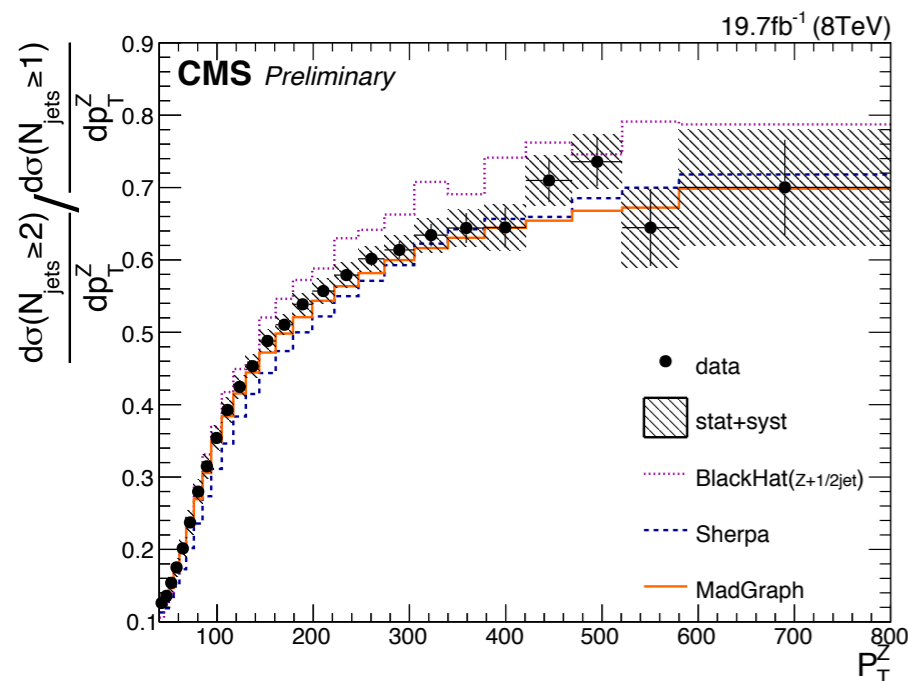 19.7fb⁻¹ (8TeV)
CMS Preliminary
dσ(N_jets ≥2) / dσ(N_jets ≥ 1)
dp_T^Z dp_T^Z
0.9
0.8
0.7
0.6
0.5
0.4
0.3
0.2
0.1
data
stat+syst
BlackHat(Z+1/2jet)
Sherpa
MadGraph
100 200 300 400 500 600 700 800
P_T^Z